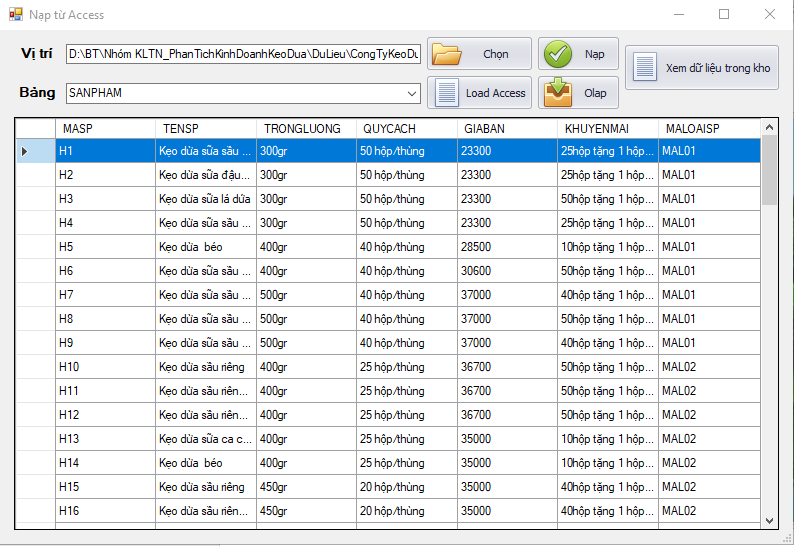 Nạp từ Access
Vị trí D:\BT\Nhóm KLTN_PhanTichKinhDoanhKeoDua\DuLieu\CongTyKeoDu Chọn Nạp Xem dữ liệu trong kho
Bảng SANPHAM Load Access Olap
MASP TENSP TRONGLUONG QUYCACH GIABAN KHUYENMAI MALOAISP
H1 Kẹo dừa sữa sầu ... 300gr 50 hộp/thùng 23300 25hộp tặng 1 hộp... MAL01
H2 Kẹo dừa sữa đậu... 300gr 50 hộp/thùng 23300 25hộp tặng 1 hộp... MAL01
H3 Kẹo dừa sữa lá dứa 300gr 50 hộp/thùng 23300 50hộp tặng 1 hộp... MAL01
H4 Kẹo dừa sữa sầu ... 300gr 50 hộp/thùng 23300 25hộp tặng 1 hộp... MAL01
H5 Kẹo dừa béo 400gr 40 hộp/thùng 28500 10hộp tặng 1 hộp... MAL01
H6 Kẹo dừa sữa sầu ... 400gr 40 hộp/thùng 30600 50hộp tặng 1 hộp... MAL01
H7 Kẹo dừa sữa sầu ... 500gr 40 hộp/thùng 37000 40hộp tặng 1 hộp... MAL01
H8 Kẹo dừa sữa sầu ... 500gr 40 hộp/thùng 37000 50hộp tặng 1 hộp... MAL01
H9 Kẹo dừa sữa sầu ... 500gr 40 hộp/thùng 37000 40hộp tặng 1 hộp... MAL01
H10 Kẹo dừa sầu riêng 400gr 25 hộp/thùng 36700 50hộp tặng 1 hộp... MAL02
H11 Kẹo dừa sầu riên... 400gr 25 hộp/thùng 36700 50hộp tặng 1 hộp... MAL02
H12 Kẹo dừa sầu riên... 400gr 25 hộp/thùng 36700 50hộp tặng 1 hộp... MAL02
H13 Kẹo dừa sữa ca c... 400gr 25 hộp/thùng 35000 10hộp tặng 1 hộp... MAL02
H14 Kẹo dừa béo 400gr 25 hộp/thùng 35000 10hộp tặng 1 hộp... MAL02
H15 Kẹo dừa sầu riêng 450gr 20 hộp/thùng 35000 40hộp tặng 1 hộp... MAL02
H16 Kẹo dừa sầu riên... 450gr 20 hộp/thùng 35000 40hộp tặng 1 hộp... MAL02